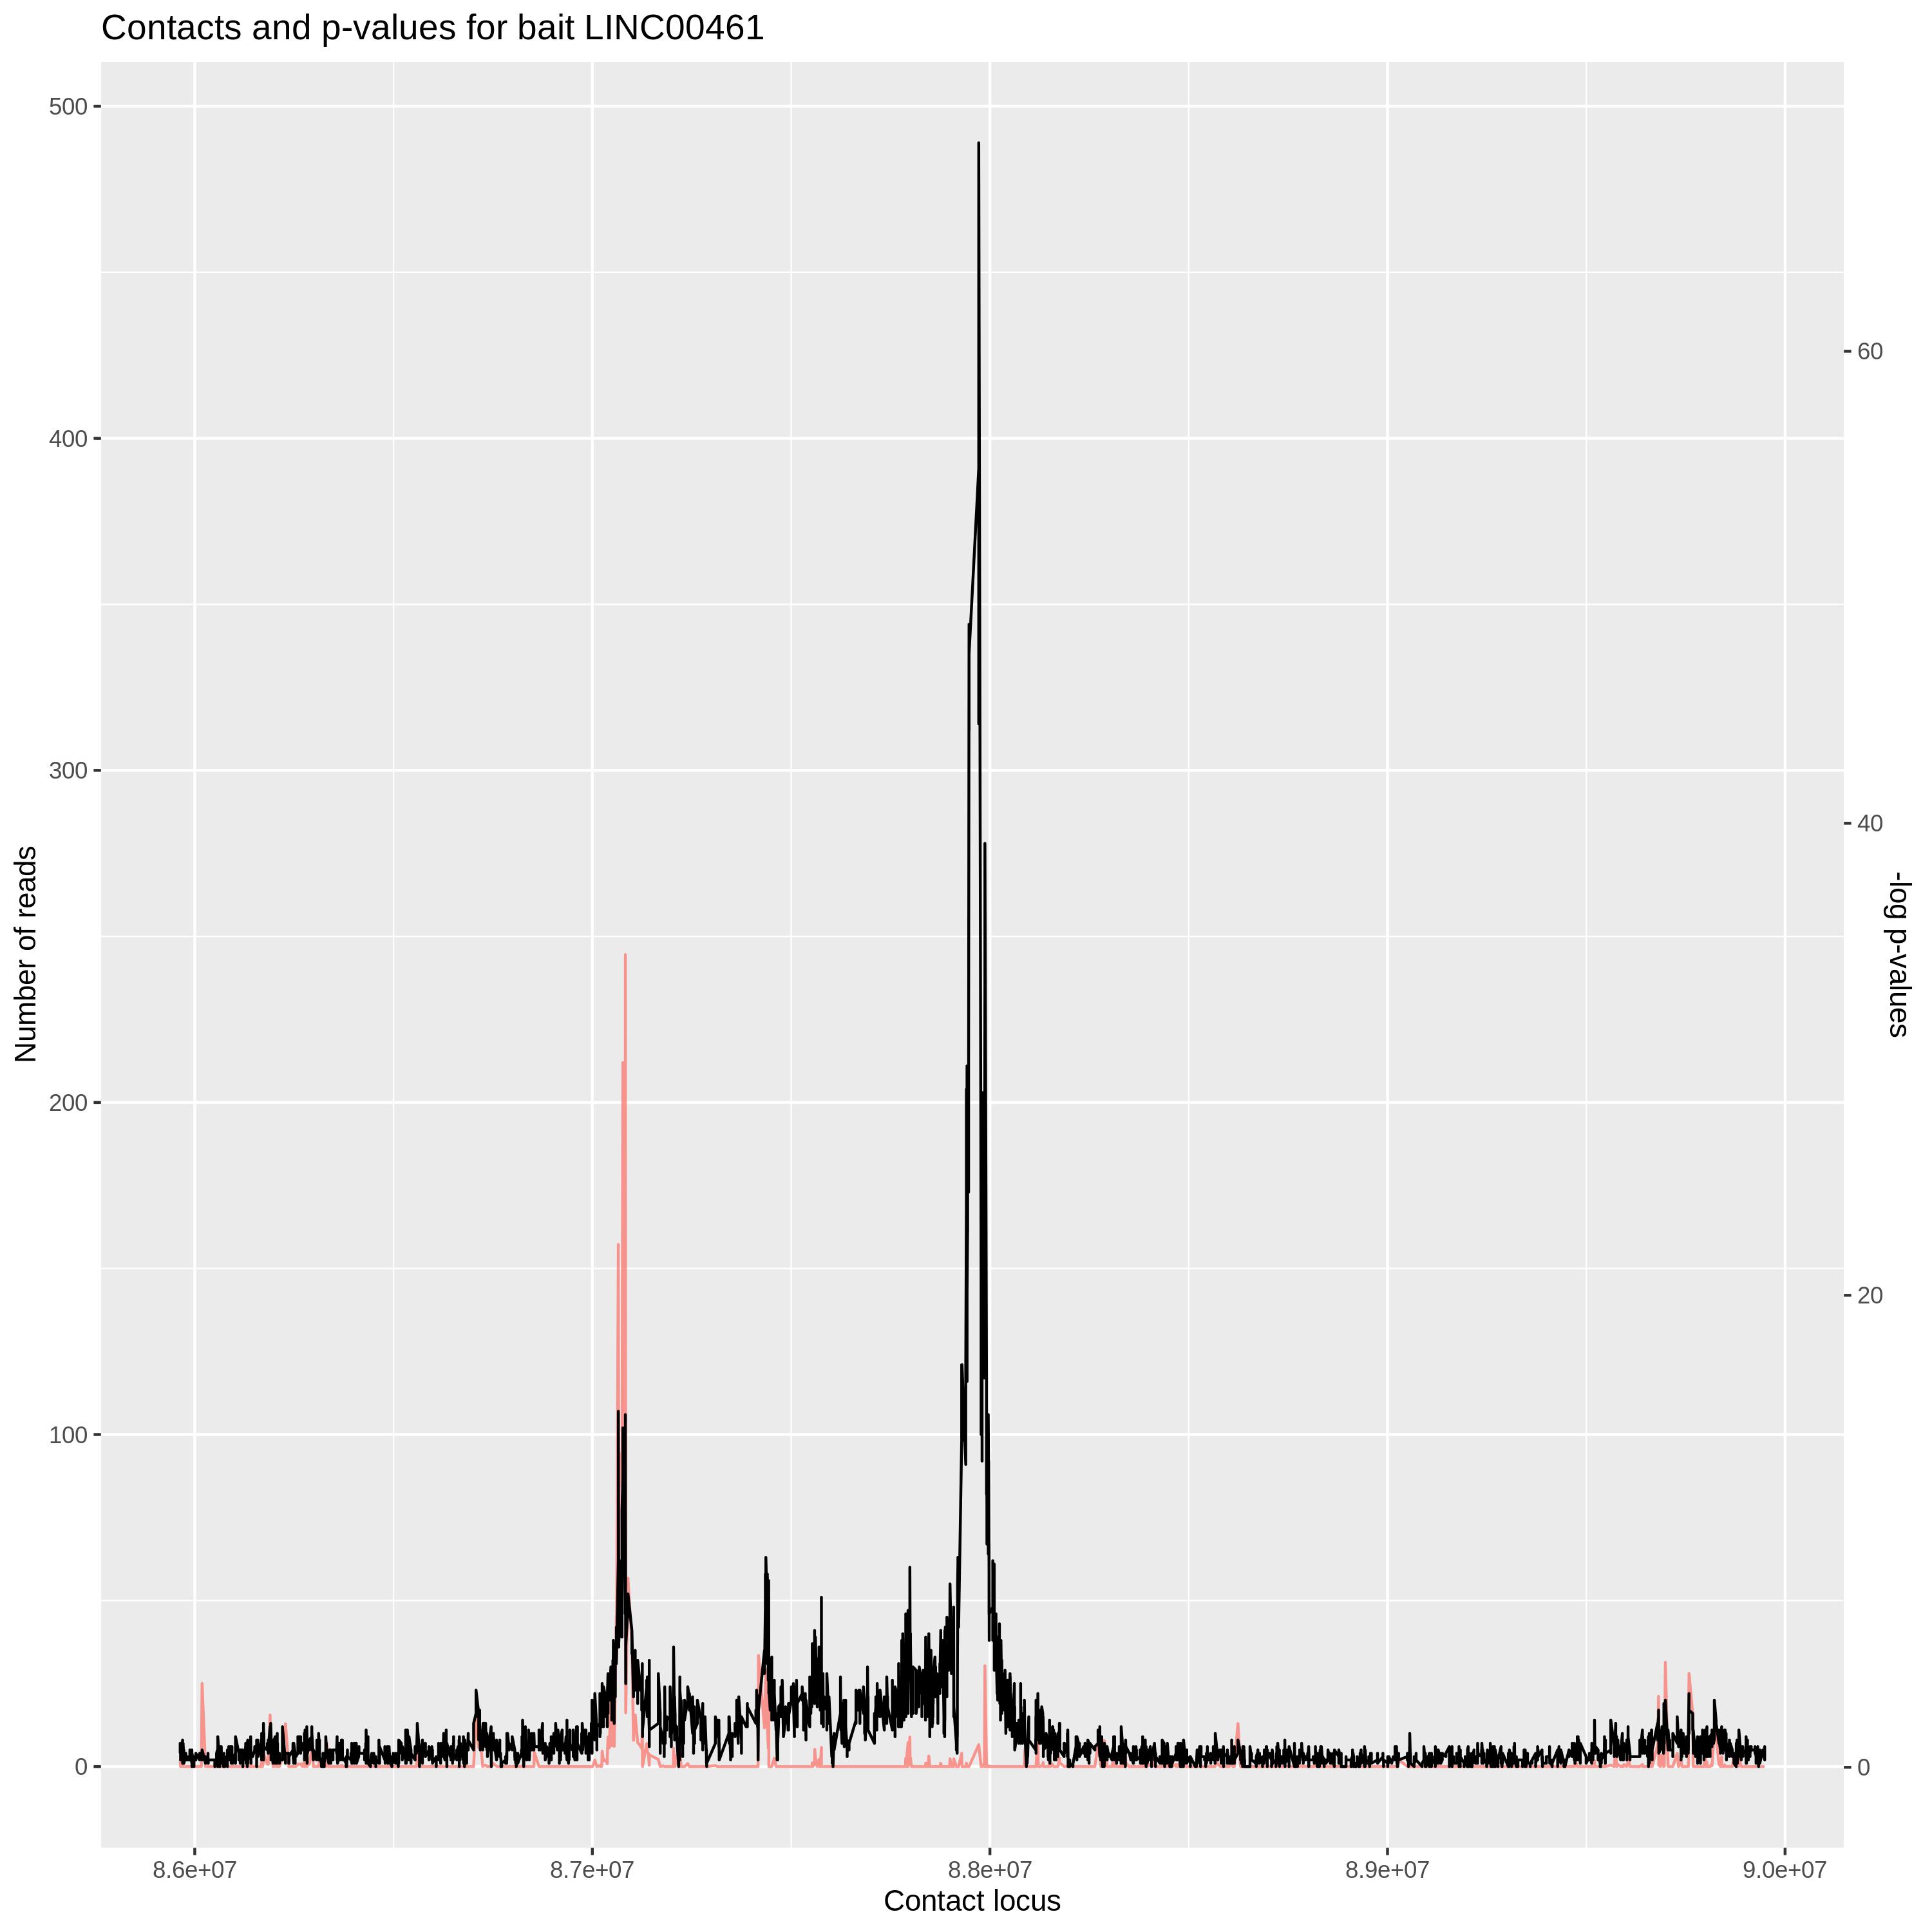 Contacts and p-values for bait LINC00461
500
400
300
200
100
0
Number of reads
60
40
20
0
-log p-values
8.6e+07
8.7e+07
8.8e+07
8.9e+07
9.0e+07
Contact locus